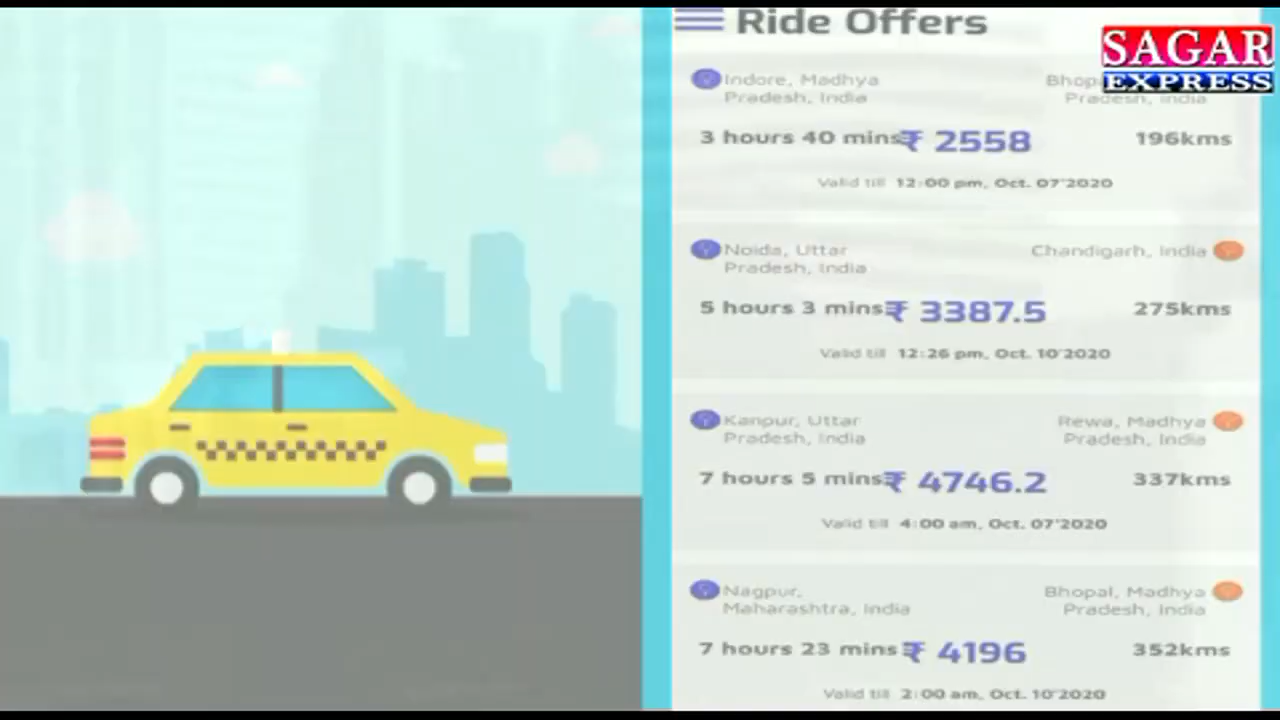 Ride Offers
SAGAR
EXPRESS
Indore, Madhya
Pradesh, India
Pradesh, India
3 hours 40 mins ₹ 2558 196kms
Valid till 12:00 pm, Oct. 07'2020
Noida, Uttar
Pradesh, India
Chandigarh, India
5 hours 3 mins ₹ 3387.5 275kms
Valid till 12:26 pm, Oct. 10'2020
Kanpur, Uttar
Pradesh, India
Rewa, Madhya
Pradesh, India
7 hours 5 mins ₹ 4746.2 337kms
Valid till 4:00 am, Oct. 07'2020
Nagpur,
Maharashtra, India
Bhopal, Madhya
Pradesh, India
7 hours 23 mins ₹ 4196 352kms
Valid till 2:00 am, Oct. 10'2020